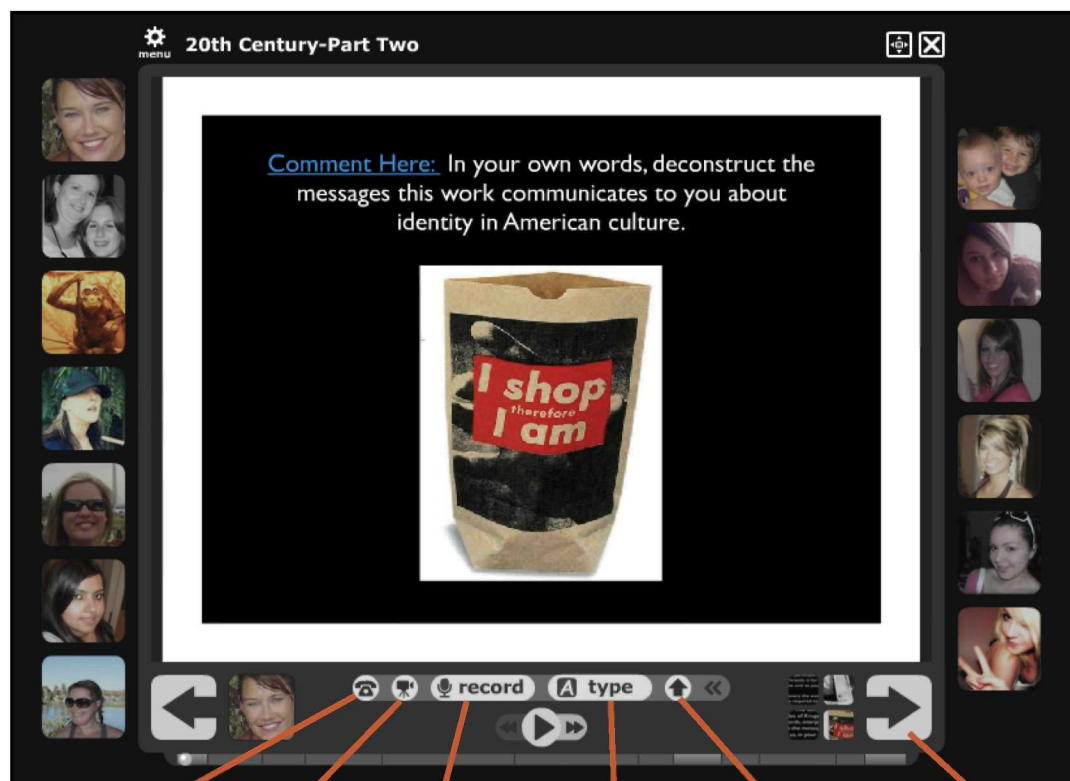 menu
20th Century-Part Two
Comment Here: In your own words, deconstruct the
messages this work communicates to you about
identity in American culture.
I shop
therefore
I am
record
A type